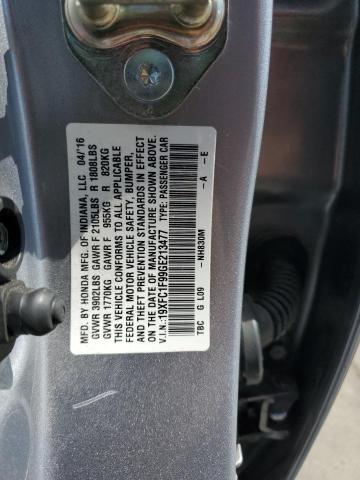 MFD. BY HONDA MFG. OF INDIANA, LLC 04/16
GVWR 3902LBS GAWR F 2105LBS R 1808LBS
GVWR 1770KG GAWR F 955KG R 820KG
THIS VEHICLE CONFORMS TO ALL APPLICABLE
FEDERAL MOTOR VEHICLE SAFETY, BUMPER,
AND THEFT PREVENTION STANDARDS IN EFFECT
ON THE DATE OF MANUFACTURE SHOWN ABOVE.
V.I.N.: 19XFC1F99GE213477 TYPE: PASSENGER CAR
TBC G L09 -NH830M -A -E